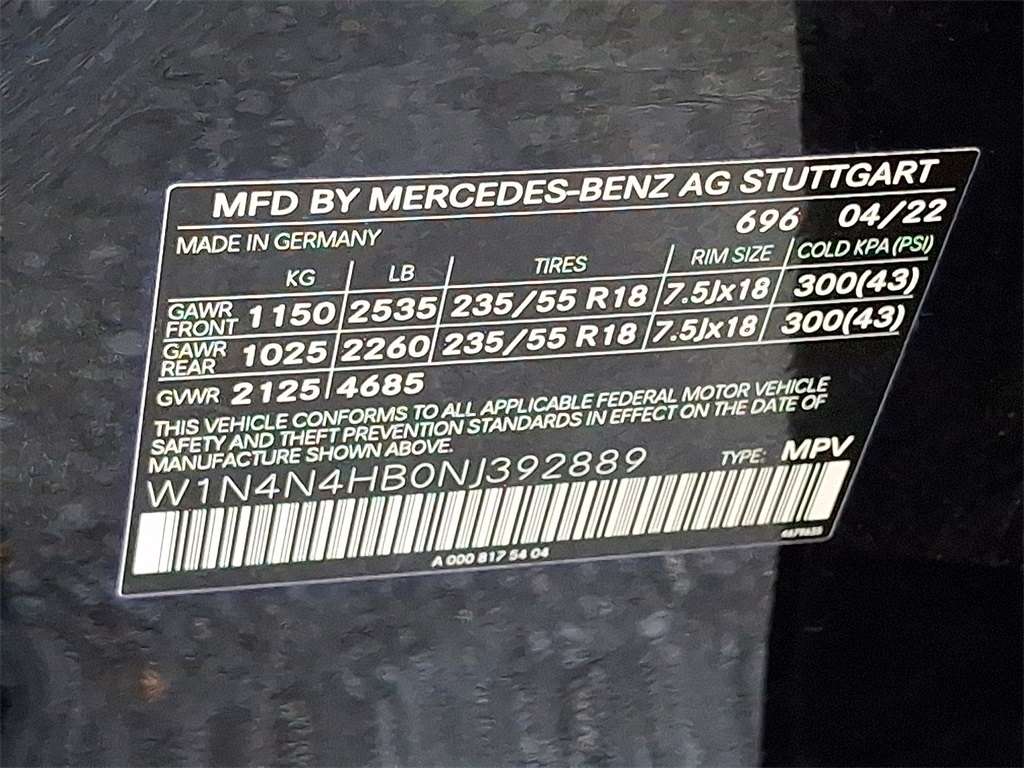 MFD BY MERCEDES-BENZ AG STUTTGART
MADE IN GERMANY 696 04/22
KG LB TIRES RIM SIZE COLD KPA (PSI)
GAWR FRONT 1150 2535 235/55 R18 7.5Jx18 300(43)
GAWR REAR 1025 2260 235/55 R18 7.5Jx18 300(43)
GVWR 2125 4685
THIS VEHICLE CONFORMS TO ALL APPLICABLE FEDERAL MOTOR VEHICLE
SAFETY AND THEFT PREVENTION STANDARDS IN EFFECT ON THE DATE OF
MANUFACTURE SHOWN ABOVE.
W1N4N4HB0NJ392889 TYPE: MPV
A 000 817 54 04